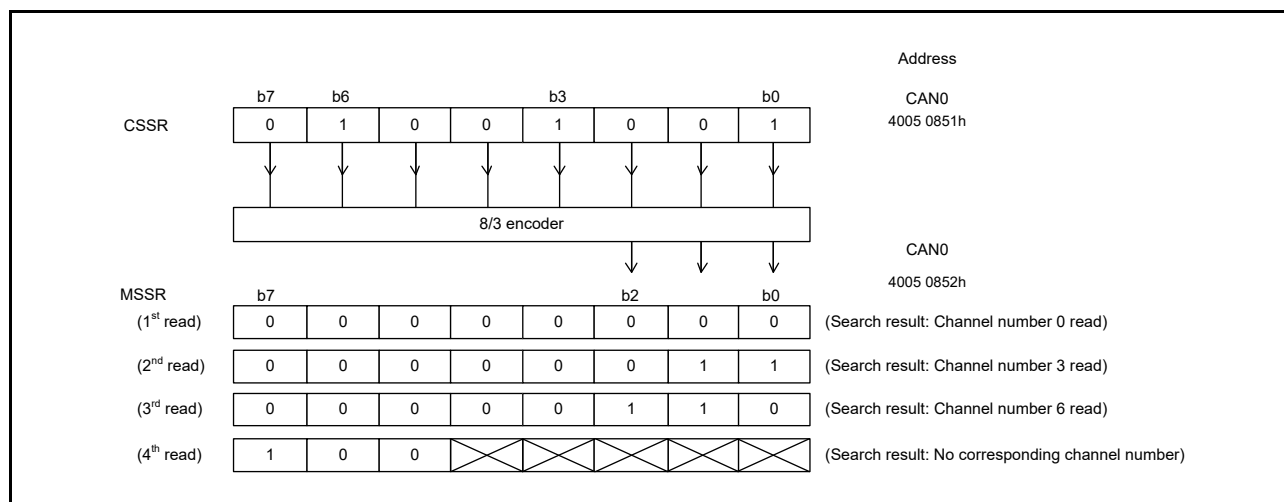 Address
b7 b6 b3 b0 CAN0
CSSR 0 1 0 0 1 0 0 1 4005 0851h
8/3 encoder
CAN0
4005 0852h
MSSR b7 b2 b0
(1st read) 0 0 0 0 0 0 0 0 (Search result: Channel number 0 read)
(2nd read) 0 0 0 0 0 0 1 1 (Search result: Channel number 3 read)
(3rd read) 0 0 0 0 0 1 1 0 (Search result: Channel number 6 read)
(4th read) 1 0 0 (Search result: No corresponding channel number)